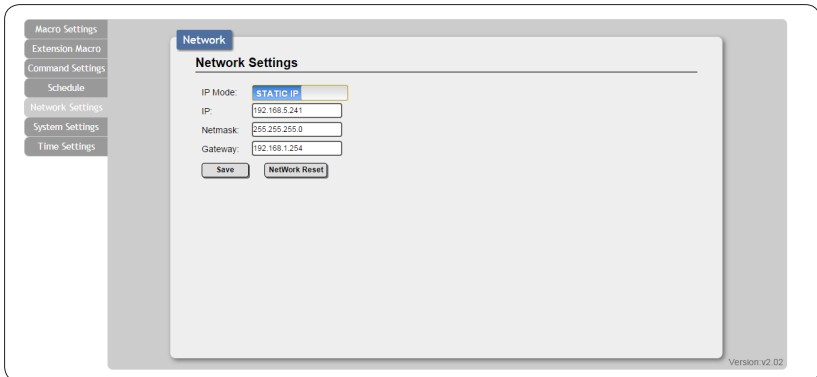 Macro Settings
Extension Macro
Command Settings
Schedule
Network Settings
System Settings
Time Settings
Network
Network Settings
IP Mode: STATIC IP
IP: 192.168.5.241
Netmask: 255.255.255.0
Gateway: 192.168.1.254
Save NetWork Reset
Version:v2.02